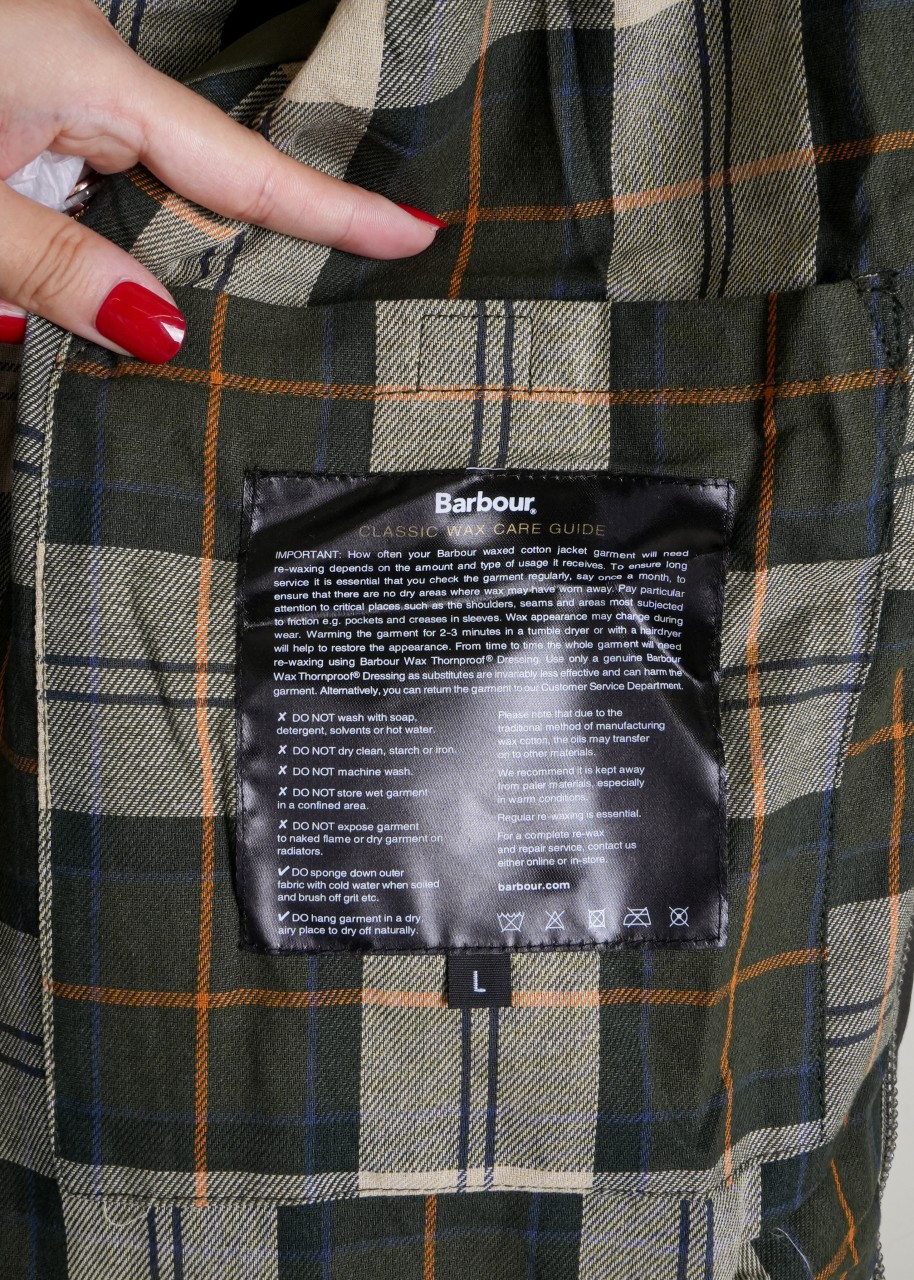 Barbour®
CLASSIC WAX CARE GUIDE
IMPORTANT: How often your Barbour waxed cotton jacket garment will need
re-waxing depends on the amount and type of usage it receives. To ensure long
service it is essential that you check the garment regularly, say once a month, to
ensure that there are no dry areas where wax may have worn away. Pay particular
attention to critical places such as the shoulders, seams and areas most subjected
to friction e.g. pockets and creases in sleeves. Wax appearance may change during
wear. Warming the garment for 2-3 minutes in a tumble dryer or with a hairdryer
will help to restore the appearance. From time to time the whole garment will need
re-waxing using Barbour Wax Thornproof® Dressing. Use only a genuine Barbour
Wax Thornproof® Dressing as substitutes are invariably less effective and can harm the
garment. Alternatively, you can return the garment to our Customer Service Department.
✗ DO NOT wash with soap,
detergent, solvents or hot water.
✗ DO NOT dry clean, starch or iron.
✗ DO NOT machine wash.
✗ DO NOT store wet garment
in a confined area.
✗ DO NOT expose garment
to naked flame or dry garment on
radiators.
✓ DO sponge down outer
fabric with cold water when soiled
and brush off grit etc.
✓ DO hang garment in a dry,
airy place to dry off naturally.
Please note that due to the
traditional method of manufacturing
wax cotton, the oils may transfer
on to other materials.
We recommend it is kept away
from paler materials, especially
in warm conditions.
Regular re-waxing is essential.
For a complete re-wax
and repair service, contact us
either online or in-store.
barbour.com
L